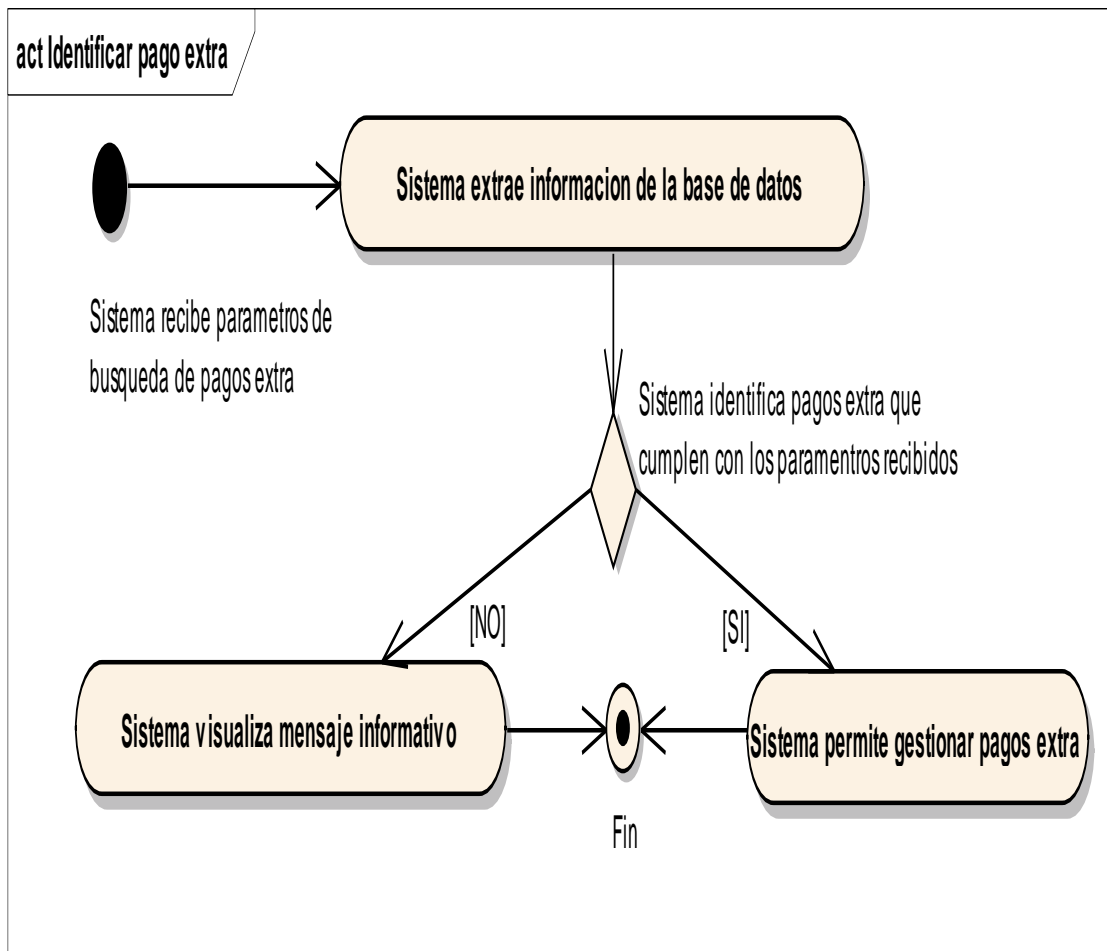 act Identificar pago extra
Sistema extrae informacion de la base de datos
Sistema recibe parametros de
busqueda de pagos extra
Sistema identifica pagos extra que
cumplen con los paramentros recibidos
[NO]
[SI]
Sistema visualiza mensaje informativo
Sistema permite gestionar pagos extra
Fin